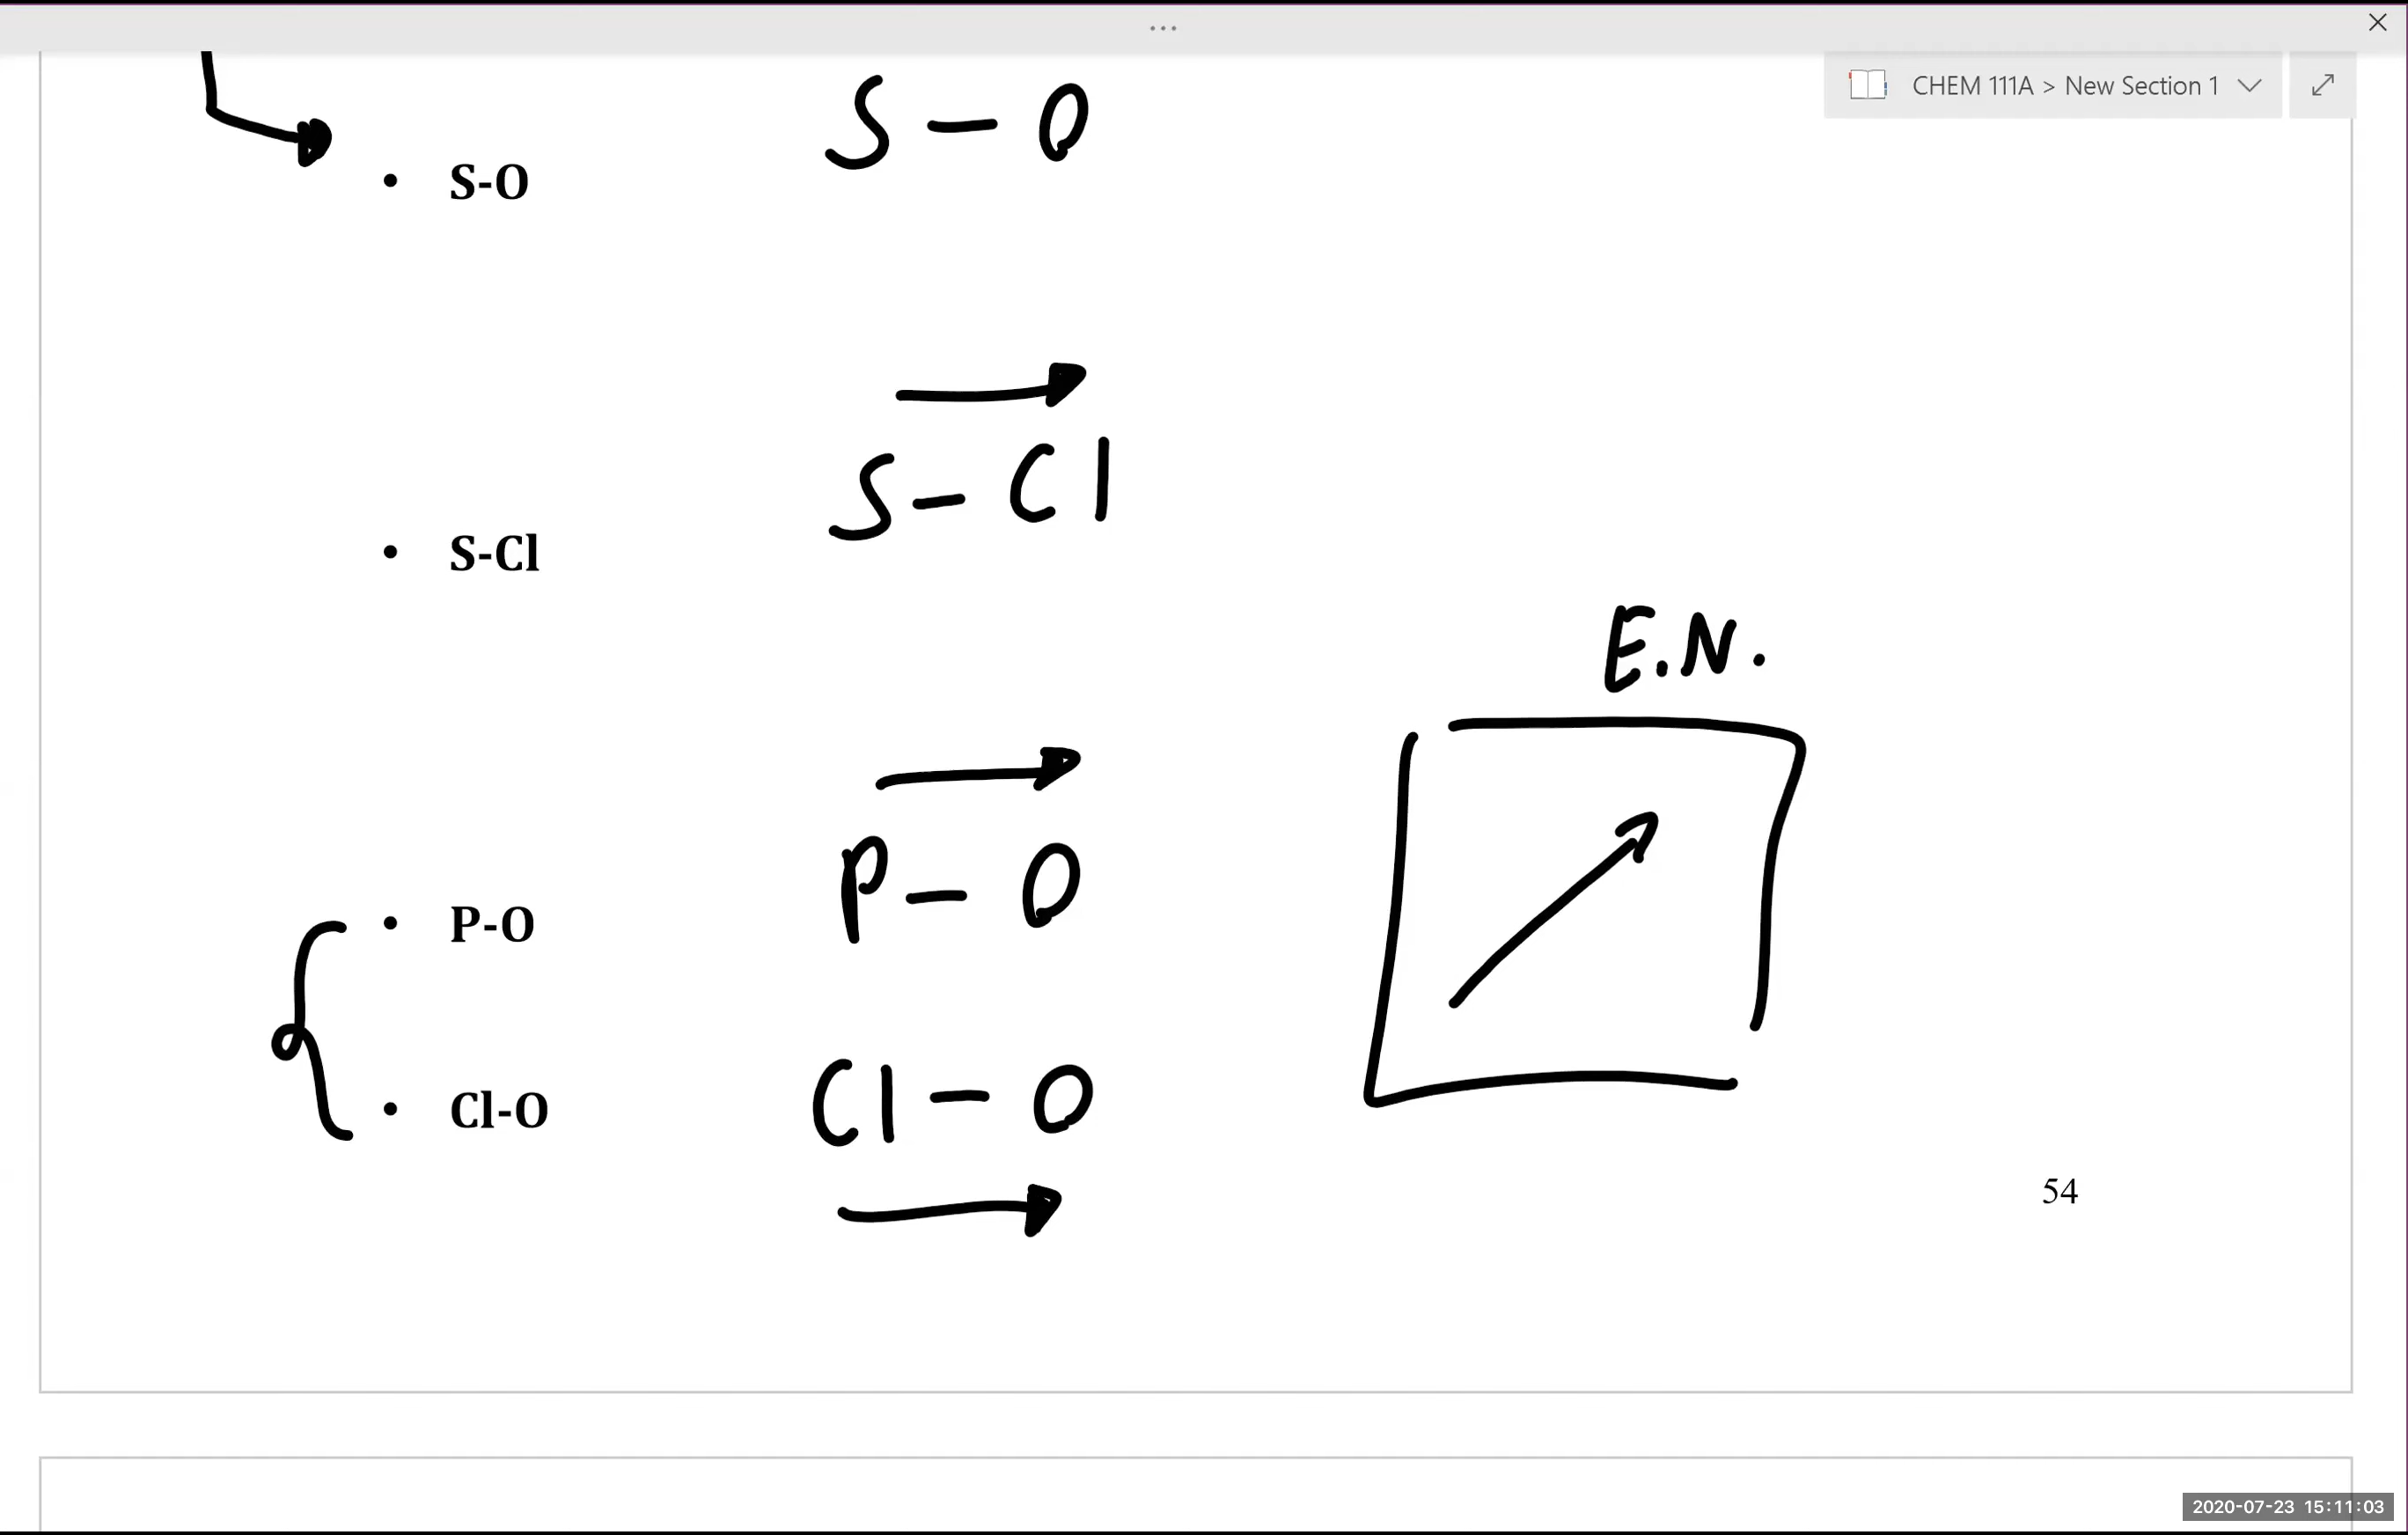 CHEM 111A > New Section 1
S - O
• S-O
S - Cl
• S-Cl
E.N.
P - O
• P-O
Cl - O
• Cl-O
54
2020-07-23 15:11:03